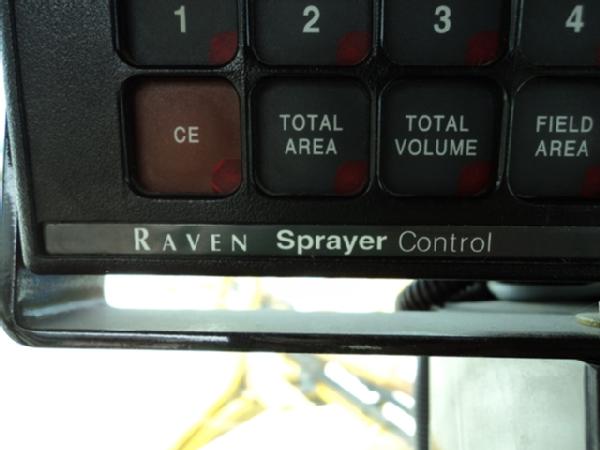 1 2 3 4
CE TOTAL AREA TOTAL VOLUME FIELD AREA
RAVEN Sprayer Control